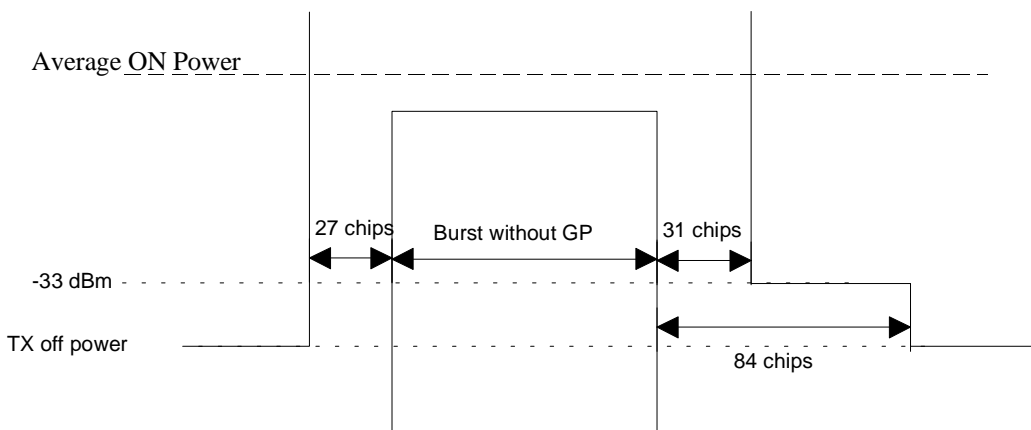 Average ON Power
27 chips
Burst without GP
31 chips
-33 dBm
TX off power
84 chips